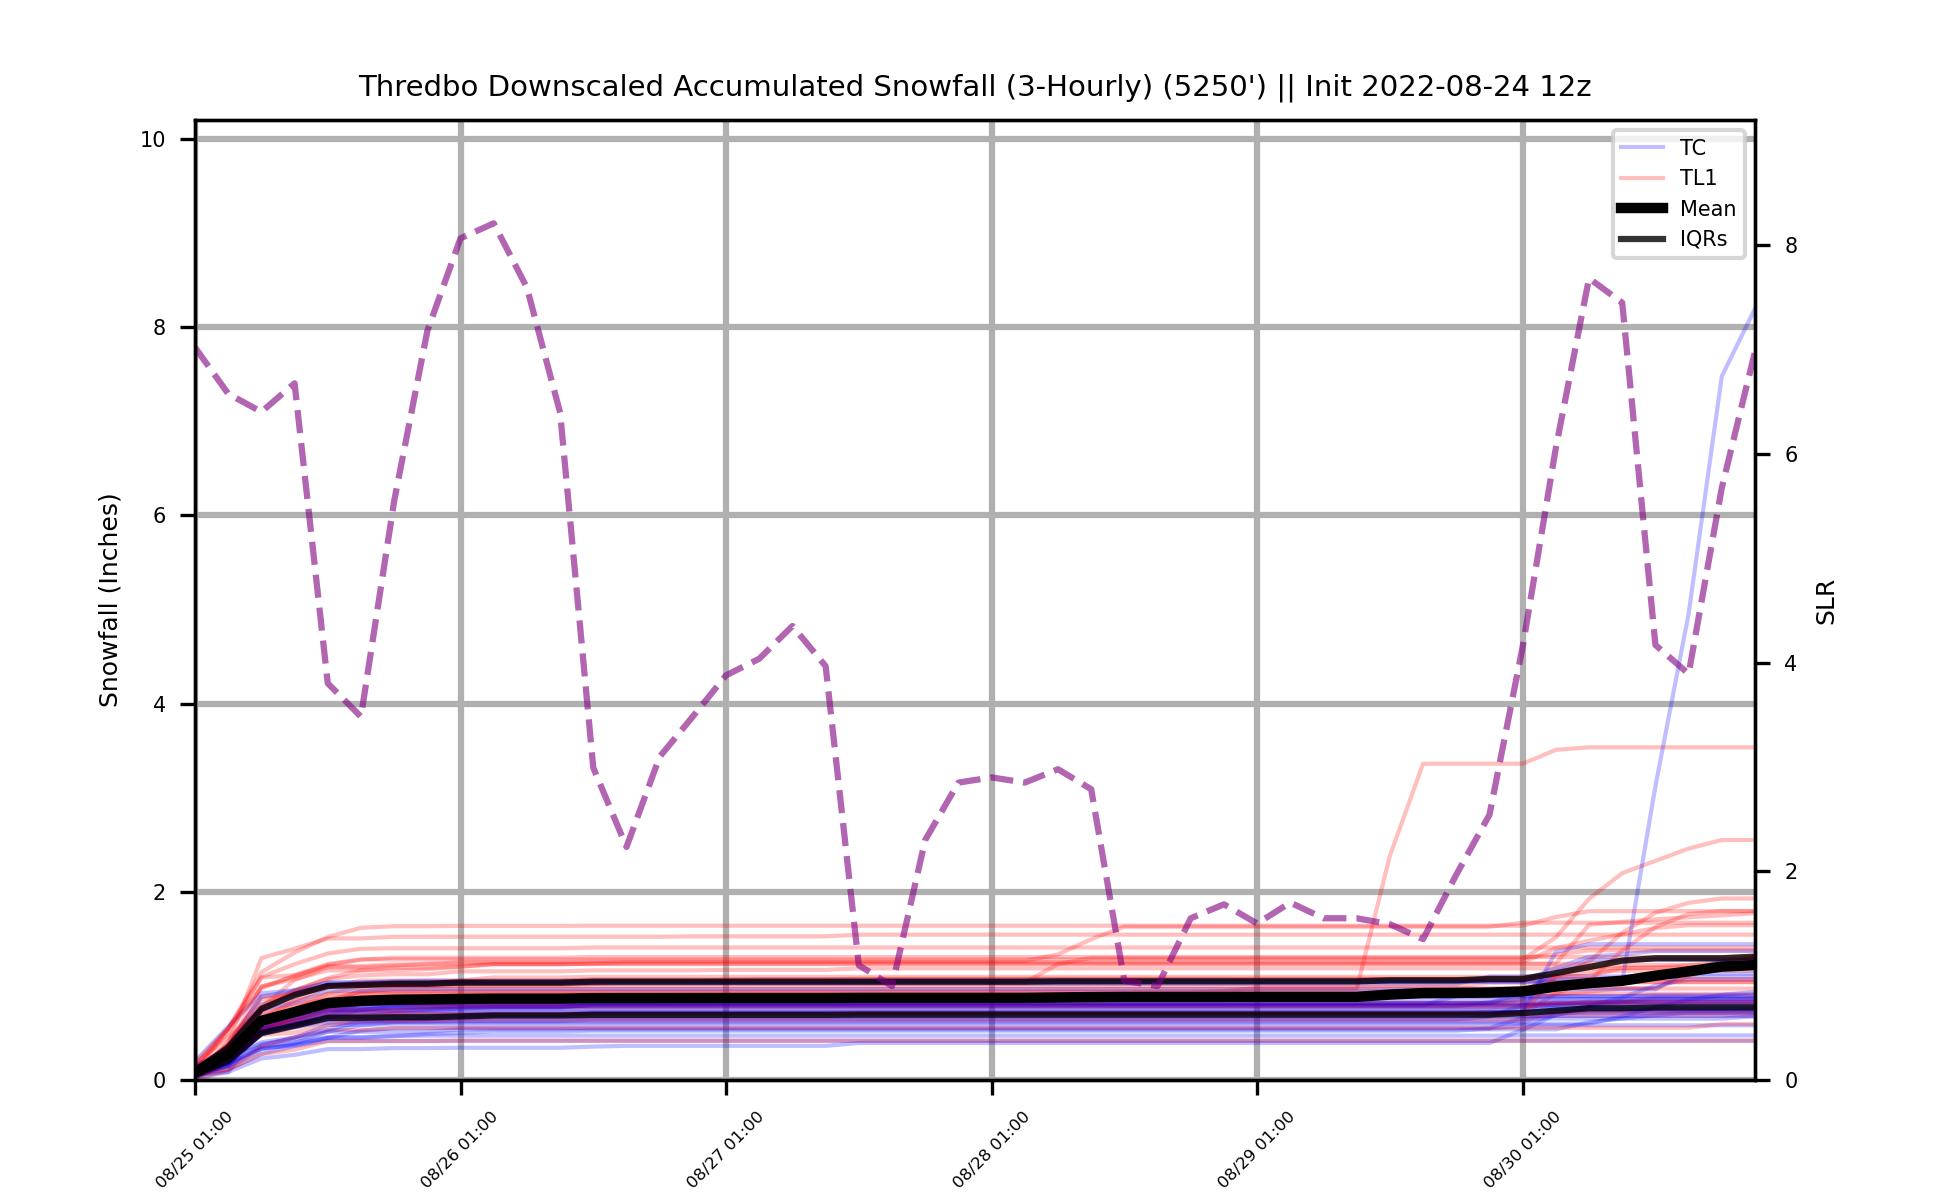 Thredbo Downscaled Accumulated Snowfall (3-Hourly) (5250') || Init 2022-08-24 12z
TC
TL1
Mean
IQRs
10
8
6
4
2
0
Snowfall (Inches)
8
6
4
2
0
SLR
08/25 01:00
08/26 01:00
08/27 01:00
08/28 01:00
08/29 01:00
08/30 01:00